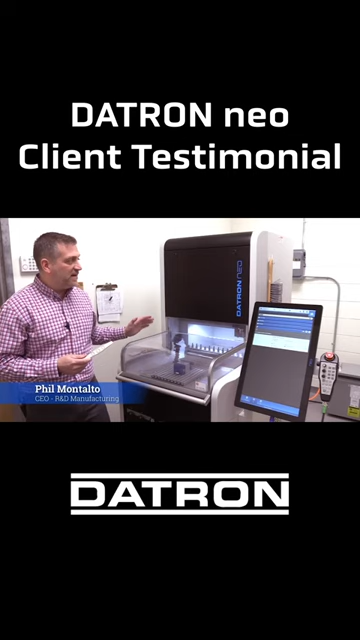 DATRON neo
Client Testimonial
DATRON neo
Phil Montalto
CEO - R&D Manufacturing
DATRON